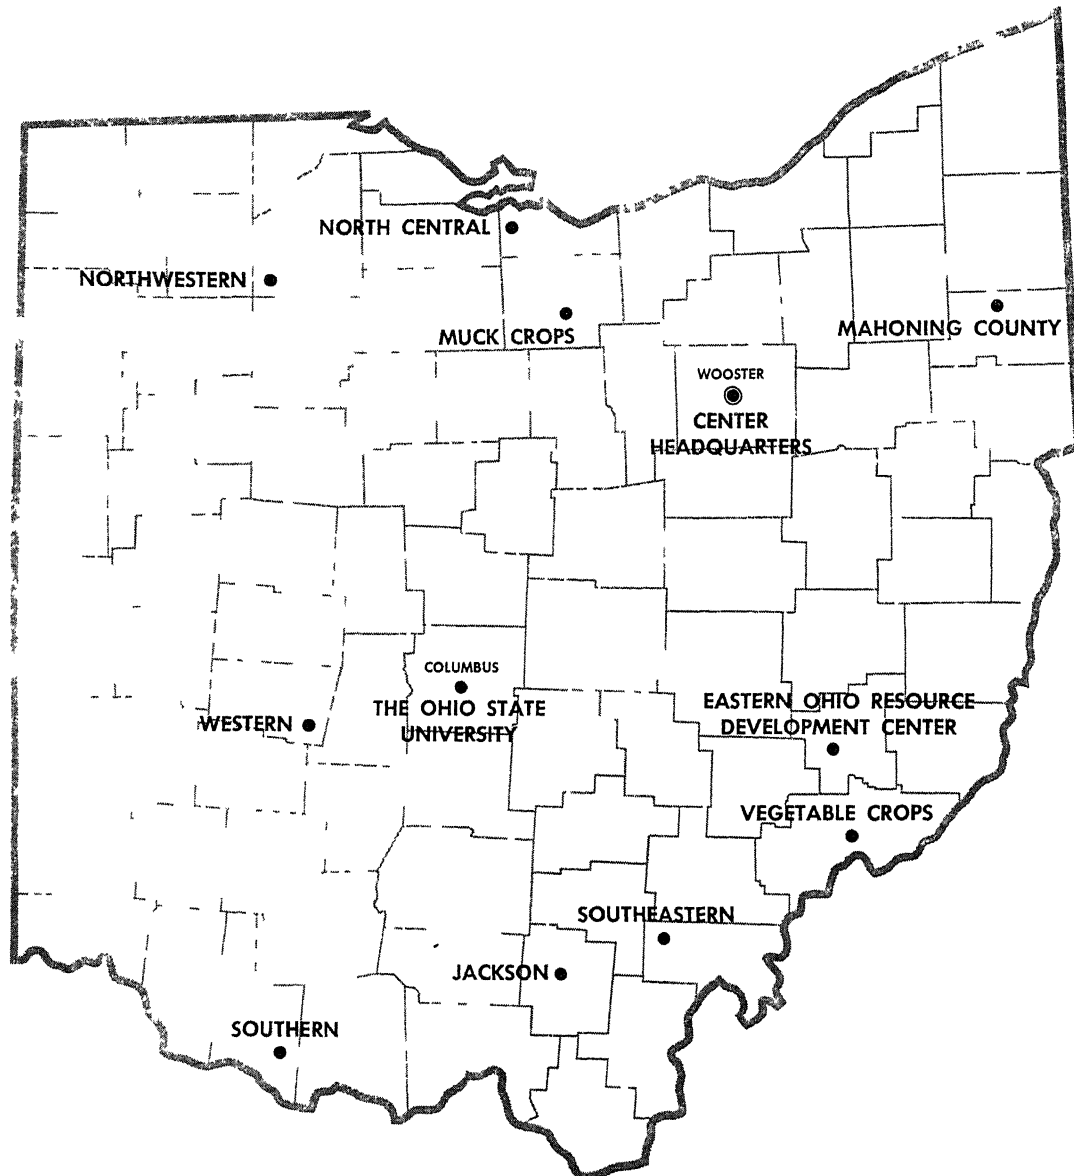 NORTH CENTRAL
NORTHWESTERN
MUCK CROPS
MAHONING COUNTY
WOOSTER
CENTER
HEADQUARTERS
COLUMBUS
THE OHIO STATE
UNIVERSITY
WESTERN
EASTERN OHIO RESOURCE
DEVELOPMENT CENTER
VEGETABLE CROPS
SOUTHEASTERN
JACKSON
SOUTHERN